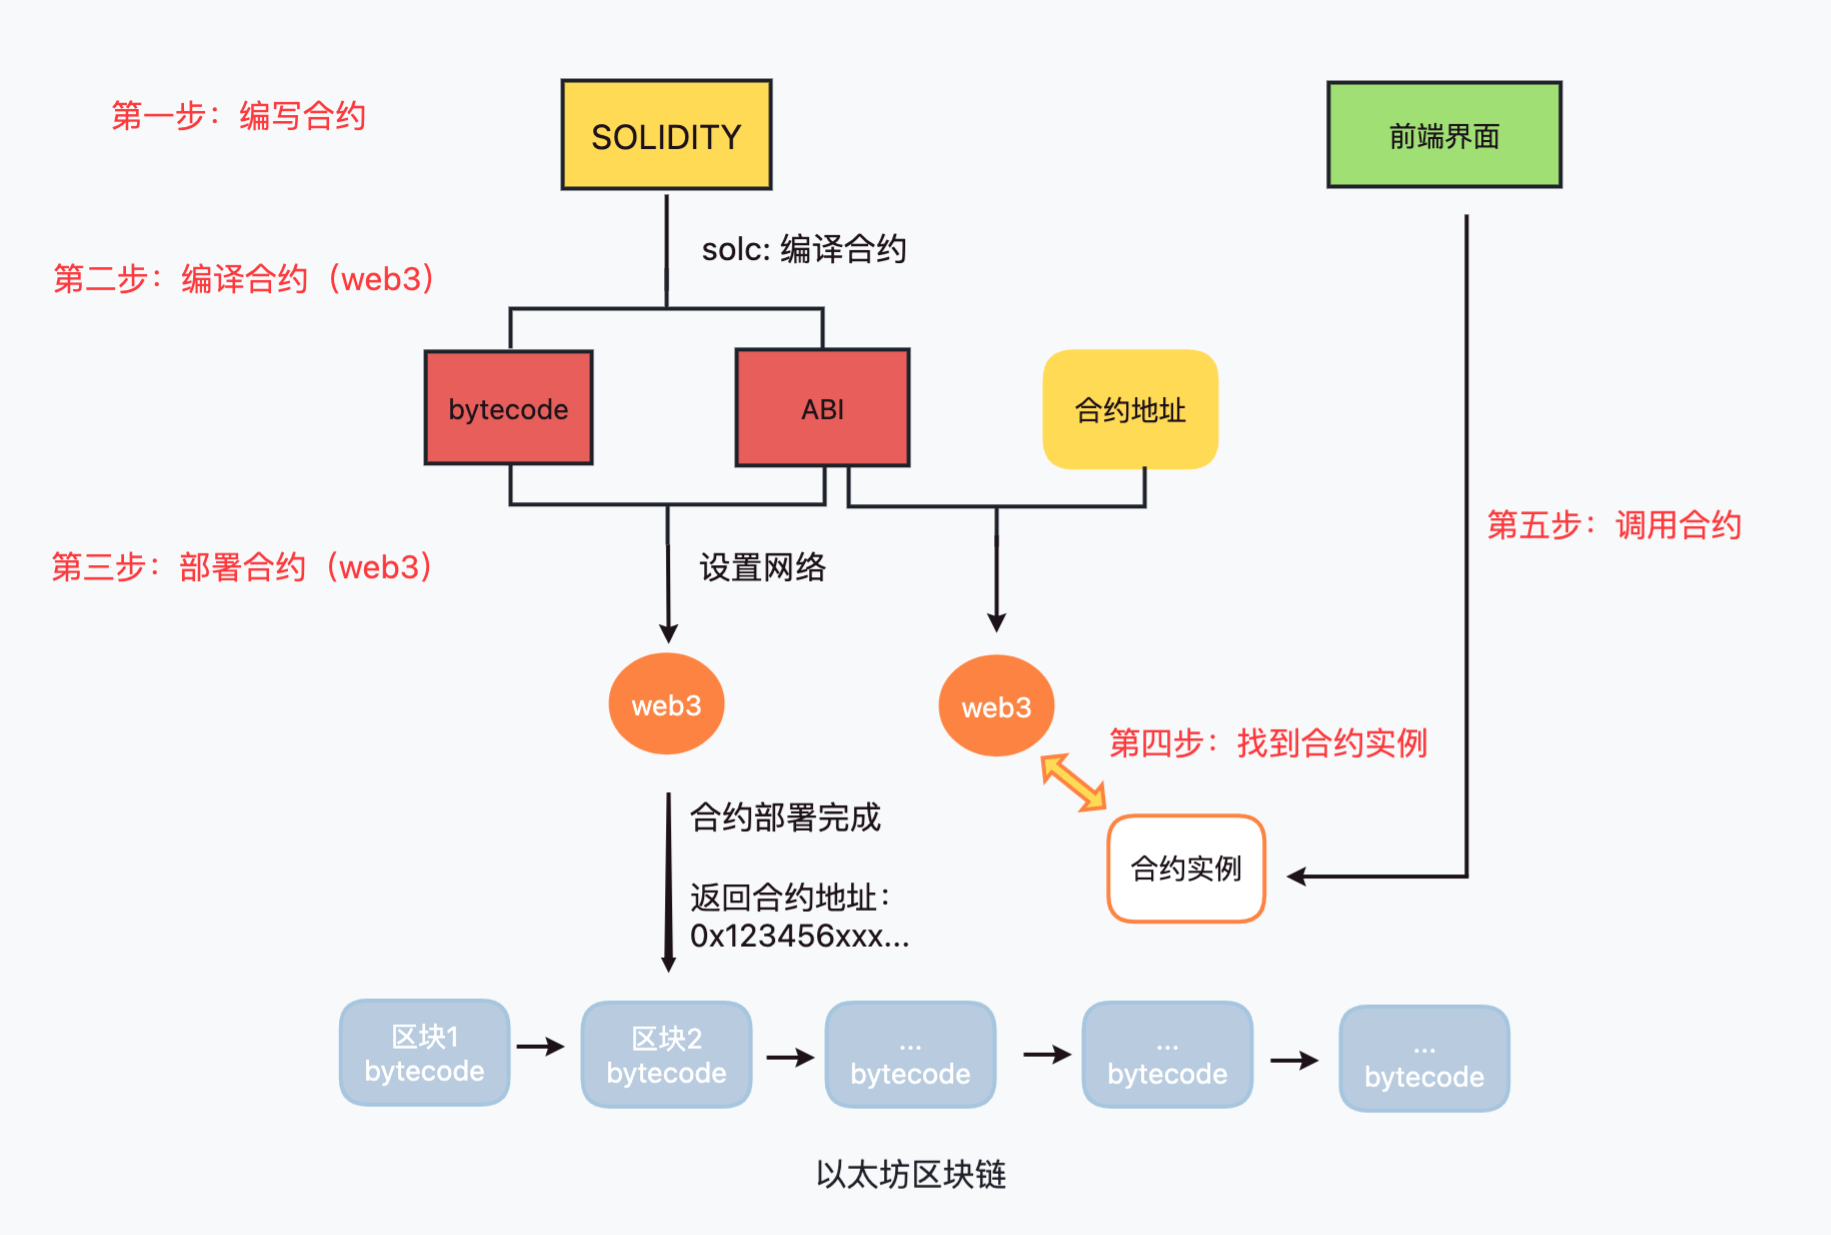 第一步：编写合约
SOLIDITY
前端界面
solc: 编译合约
第二步：编译合约（web3）
bytecode
ABI
合约地址
第五步：调用合约
第三步：部署合约（web3）
设置网络
web3
web3
第四步：找到合约实例
合约部署完成
合约实例
返回合约地址：
0x123456xxx...
区块1
bytecode
区块2
bytecode
...
bytecode
...
bytecode
...
bytecode
以太坊区块链